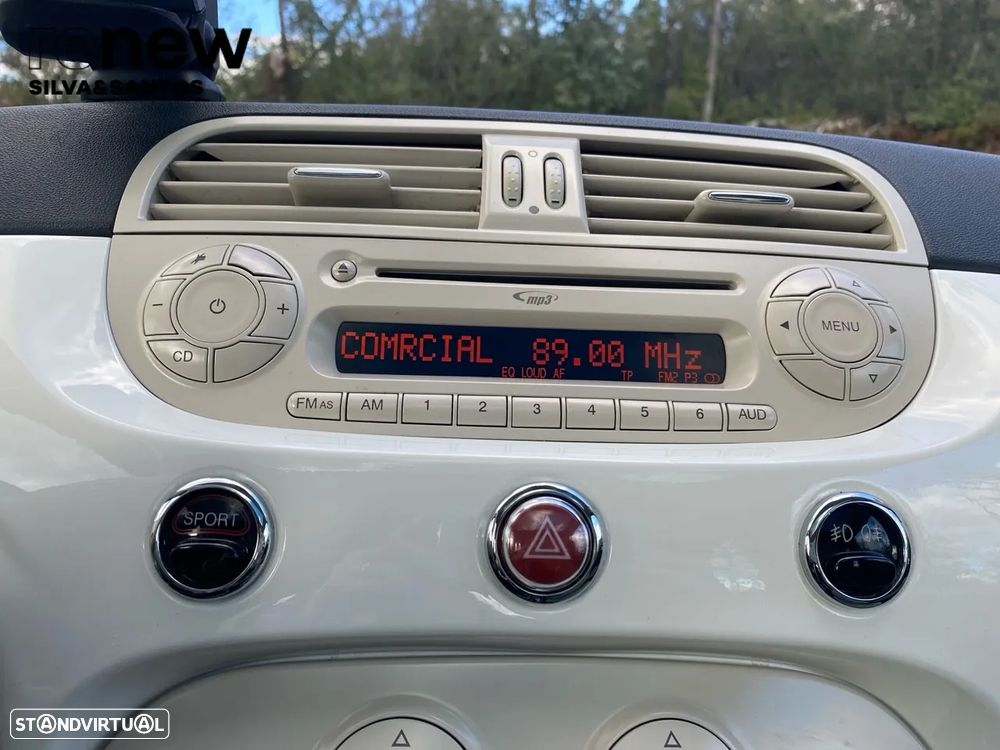 renew
SILVA&SANTOS
mp3
COMRCIAL 89.00 MHz
EQ LOUD AF TP FM2 P3
- +
CD
MENU
FM AS AM 1 2 3 4 5 6 AUD
SPORT
STANDVIRTUAL